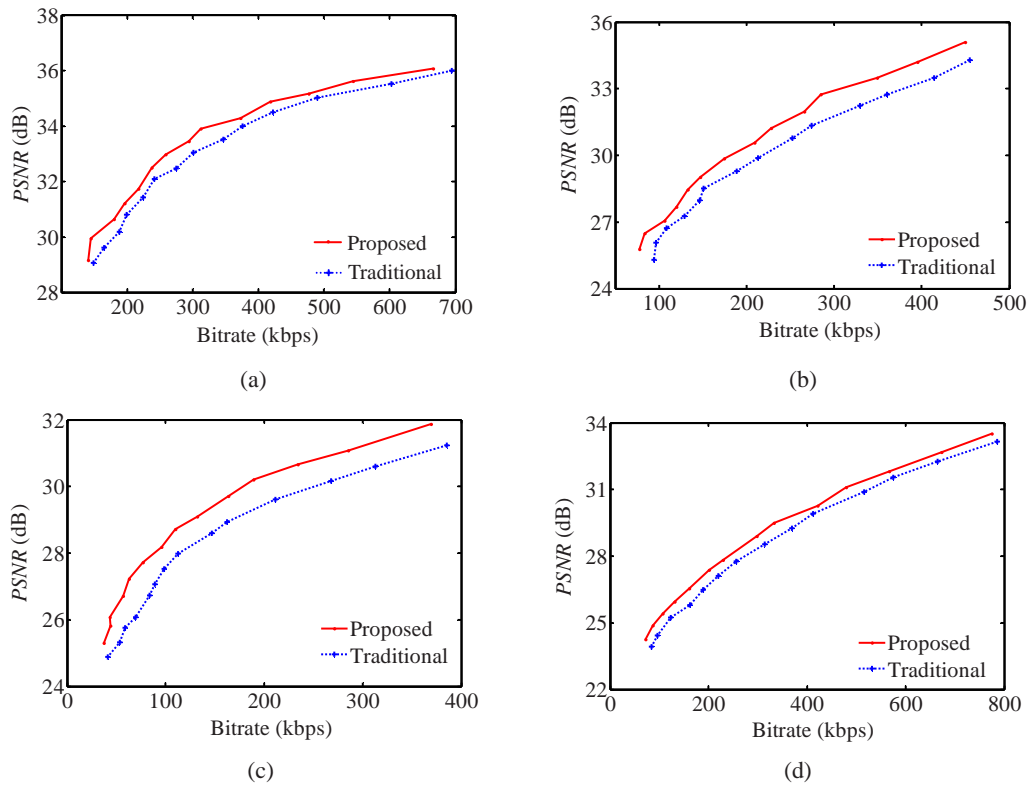 38
36
34
32
30
28
PSNR (dB)
Proposed
Traditional
200 300 400 500 600 700
Bitrate (kbps)
(a)
36
33
30
27
24
PSNR (dB)
Proposed
Traditional
100 200 300 400 500
Bitrate (kbps)
(b)
32
30
28
26
24
PSNR (dB)
Proposed
Traditional
0 100 200 300 400
Bitrate (kbps)
(c)
34
31
28
25
22
PSNR (dB)
Proposed
Traditional
0 200 400 600 800
Bitrate (kbps)
(d)